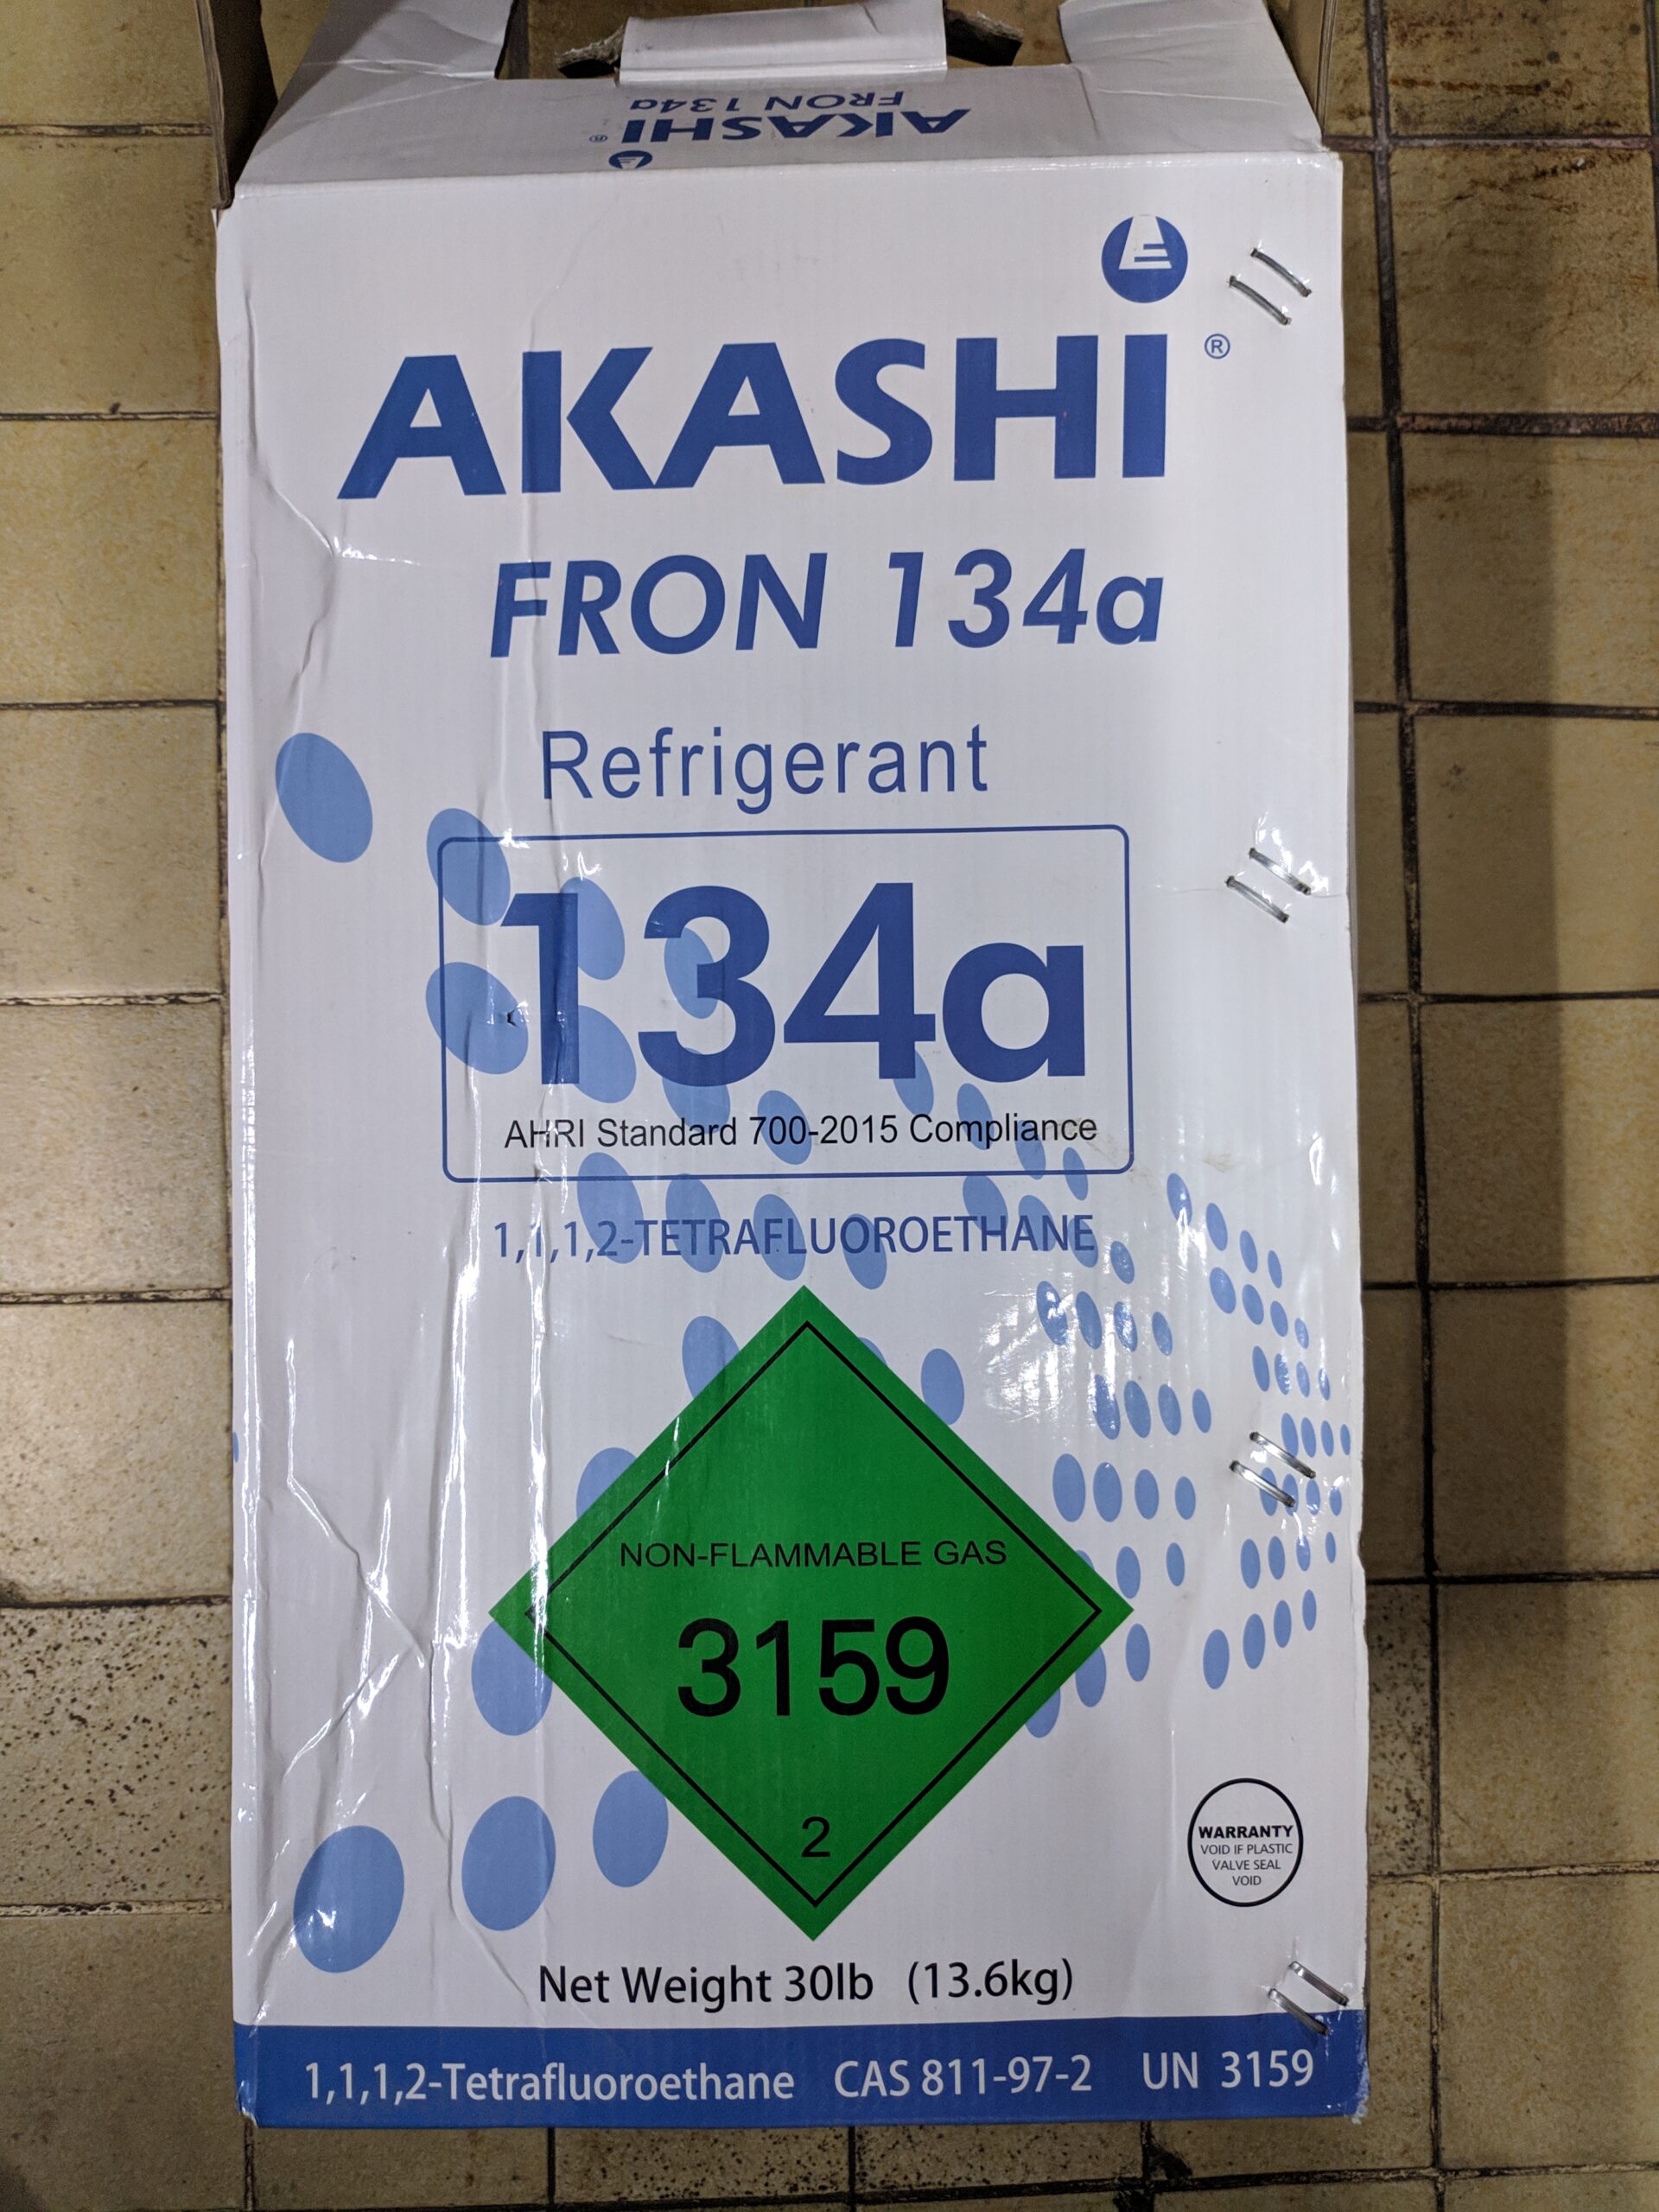 FRON 134a
AKASHI®
AKASHI®
FRON 134a
Refrigerant
134a
AHRI Standard 700-2015 Compliance
1,1,1,2-TETRAFLUOROETHANE
NON-FLAMMABLE GAS
3159
2
WARRANTY
VOID IF PLASTIC
VALVE SEAL
VOID
Net Weight 30lb (13.6kg)
1,1,1,2-Tetrafluoroethane CAS 811-97-2 UN 3159